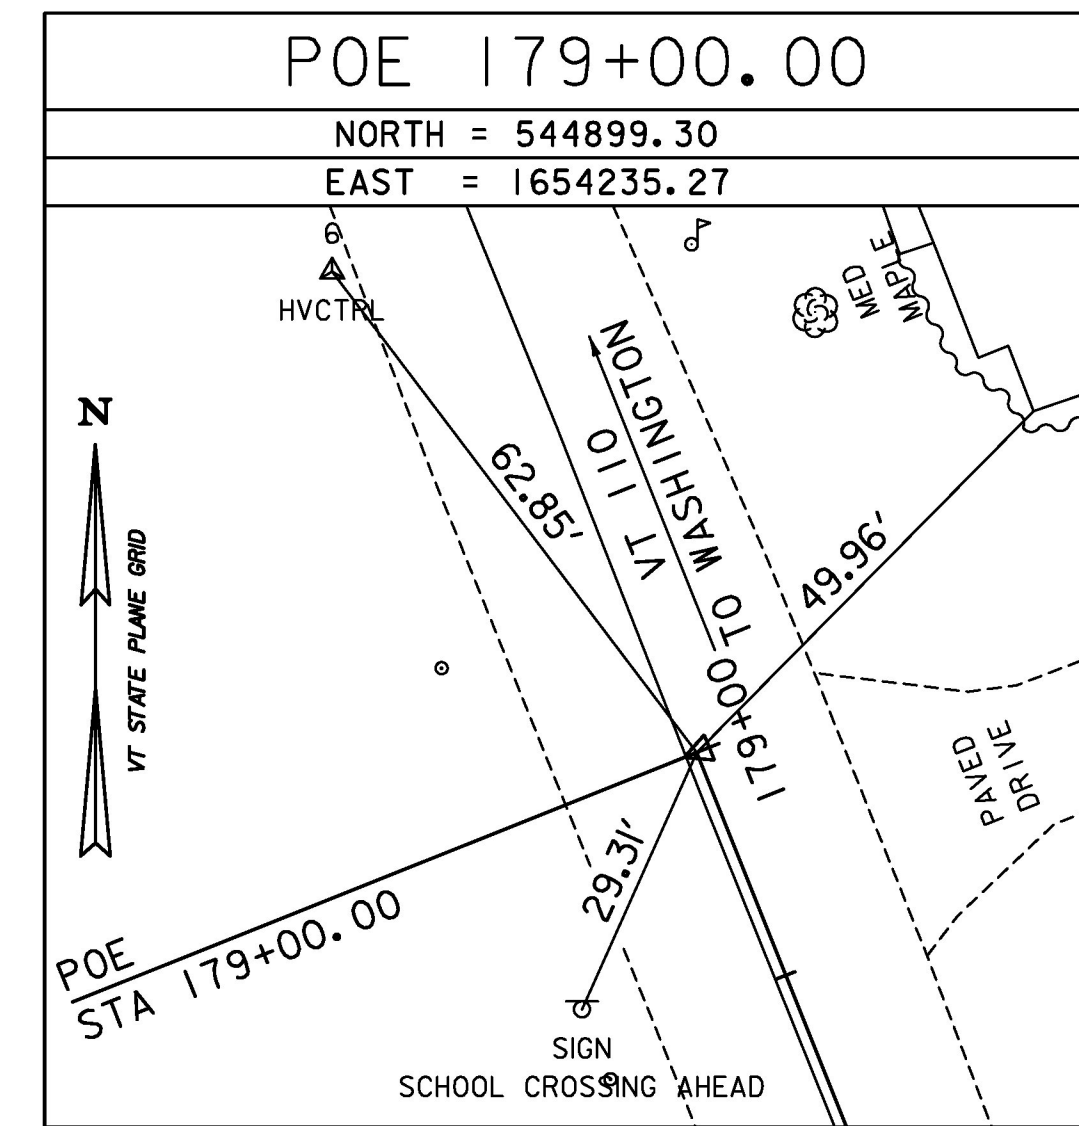 POE 179+00.00
NORTH = 544899.30
EAST = 1654235.27
6
HVCTRL
MED
MAPLE
N
VT STATE PLANE GRID
62.85'
VT 110
179+00 TO WASHINGTON
49.96'
PAVED
DRIVE
29.31'
POE
STA 179+00.00
SIGN
SCHOOL CROSSING AHEAD